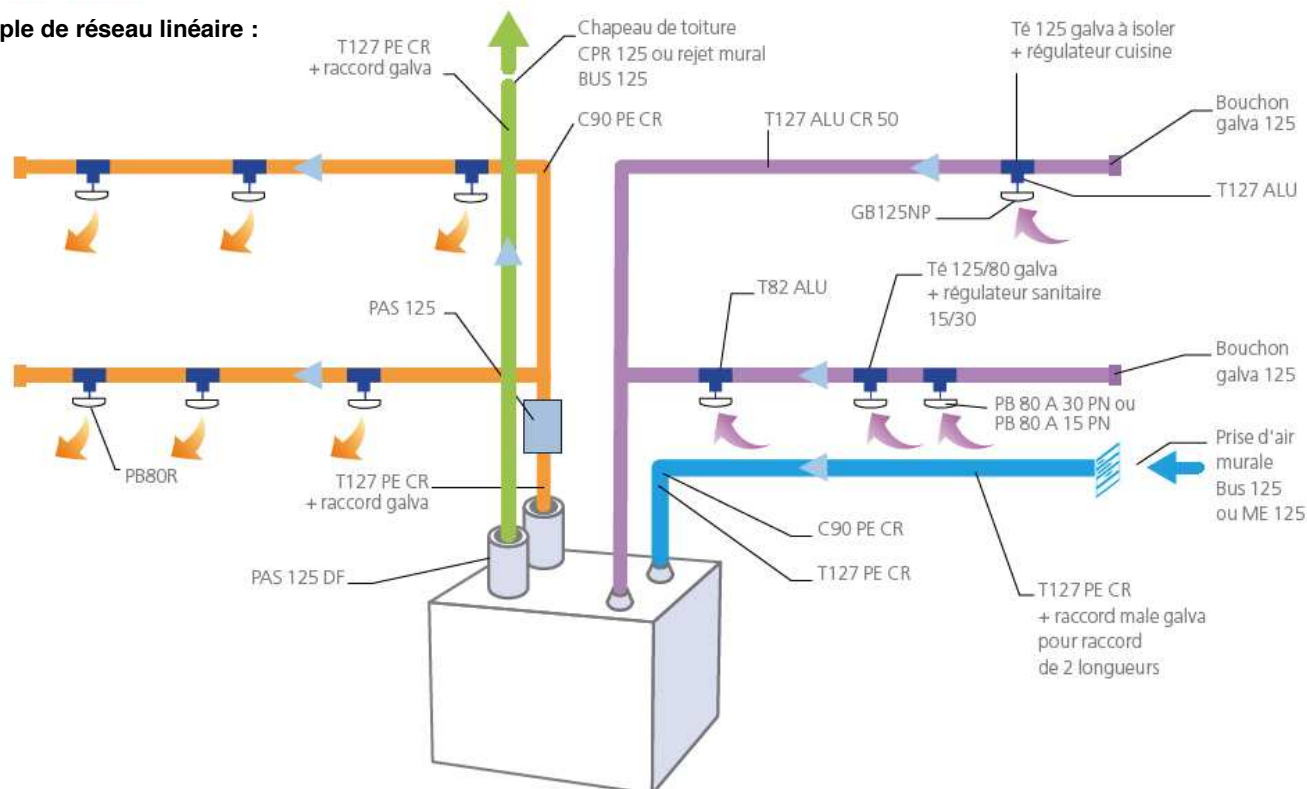 ple de réseau linéaire :
T127 PE CR
+ raccord galva
Chapeau de toiture
CPR 125 ou rejet mural
BUS 125
C90 PE CR
T127 ALU CR 50
Té 125 galva à isoler
+ régulateur cuisine
Bouchon
galva 125
T127 ALU
GB125NP
PAS 125
T82 ALU
Té 125/80 galva
+ régulateur sanitaire
15/30
Bouchon
galva 125
PB 80 A 30 PN ou
PB 80 A 15 PN
PB80R
T127 PE CR
+ raccord galva
Prise d'air
murale
Bus 125
ou ME 125
C90 PE CR
T127 PE CR
PAS 125 DF
T127 PE CR
+ raccord male galva
pour raccord
de 2 longueurs